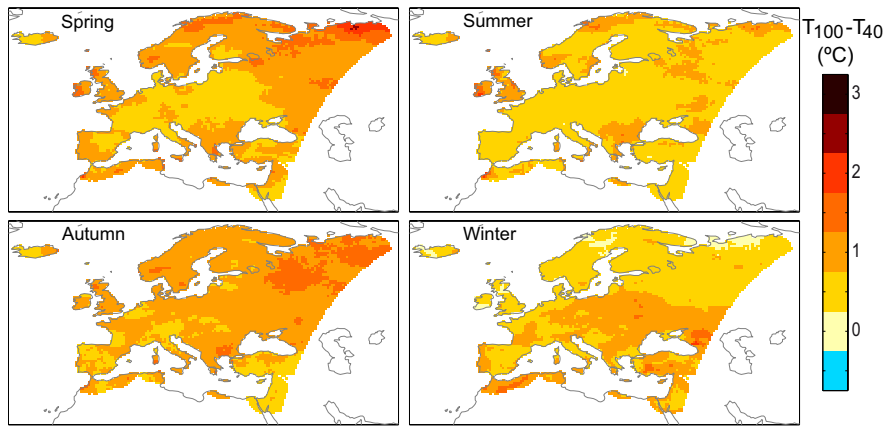 Spring
Summer
T100-T40
(ºC)
3
2
1
0
Autumn
Winter